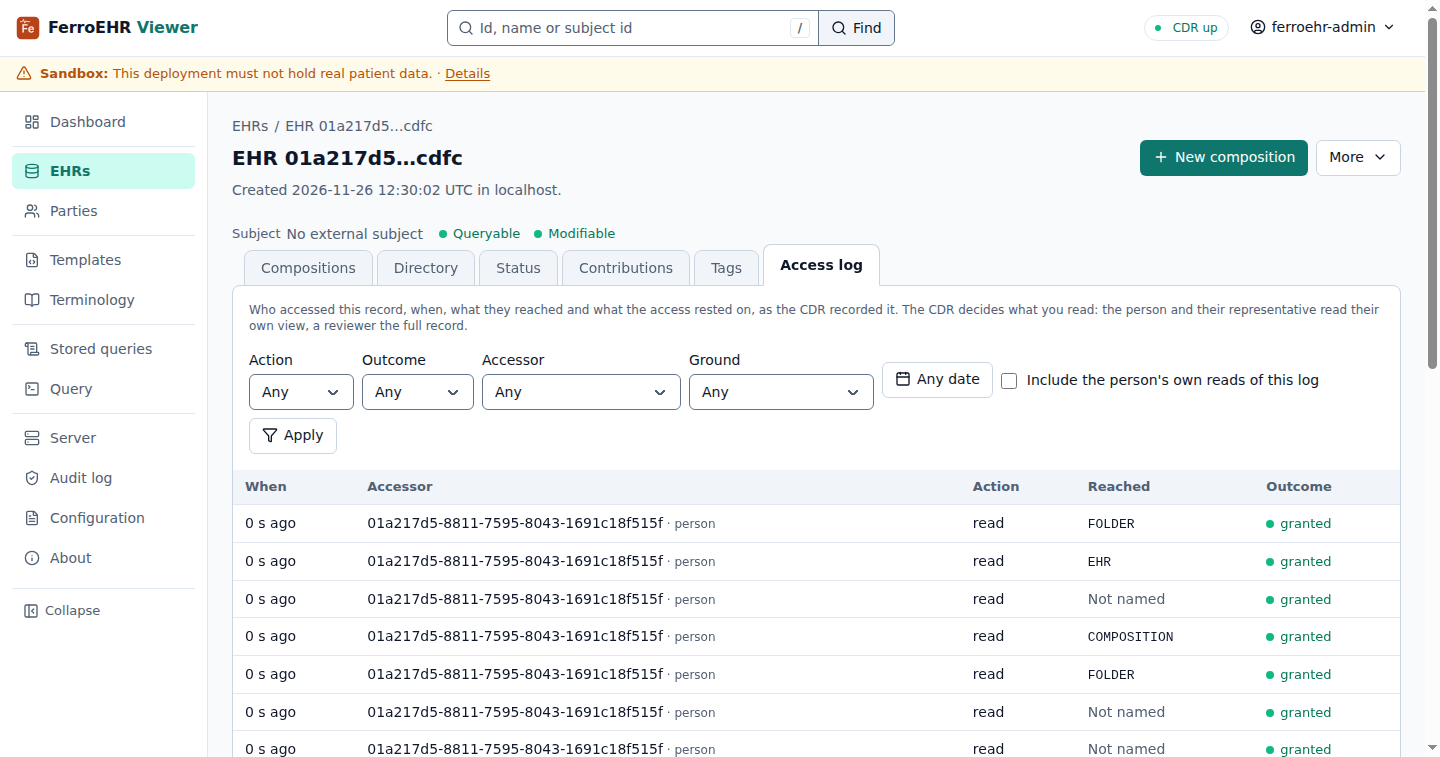 Fe FerroEHR Viewer
Id, name or subject id / Find
CDR up ferroehr-admin
Sandbox: This deployment must not hold real patient data. · Details
Dashboard
EHRs
Parties
Templates
Terminology
Stored queries
Query
Server
Audit log
Configuration
About
Collapse
EHRs / EHR 01a217d5…cdfc
EHR 01a217d5…cdfc
New composition More
Created 2026-11-26 12:30:02 UTC in localhost.
Subject No external subject Queryable Modifiable
Compositions Directory Status Contributions Tags Access log
Who accessed this record, when, what they reached and what the access rested on, as the CDR recorded it. The CDR decides what you read: the person and their representative read their
own view, a reviewer the full record.
Action Outcome Accessor Ground
Any Any Any Any Any date Include the person's own reads of this log
Apply
When Accessor Action Reached Outcome
0 s ago 01a217d5-8811-7595-8043-1691c18f515f · person read FOLDER granted
0 s ago 01a217d5-8811-7595-8043-1691c18f515f · person read EHR granted
0 s ago 01a217d5-8811-7595-8043-1691c18f515f · person read Not named granted
0 s ago 01a217d5-8811-7595-8043-1691c18f515f · person read COMPOSITION granted
0 s ago 01a217d5-8811-7595-8043-1691c18f515f · person read FOLDER granted
0 s ago 01a217d5-8811-7595-8043-1691c18f515f · person read Not named granted
0 s ago 01a217d5-8811-7595-8043-1691c18f515f · person read Not named granted